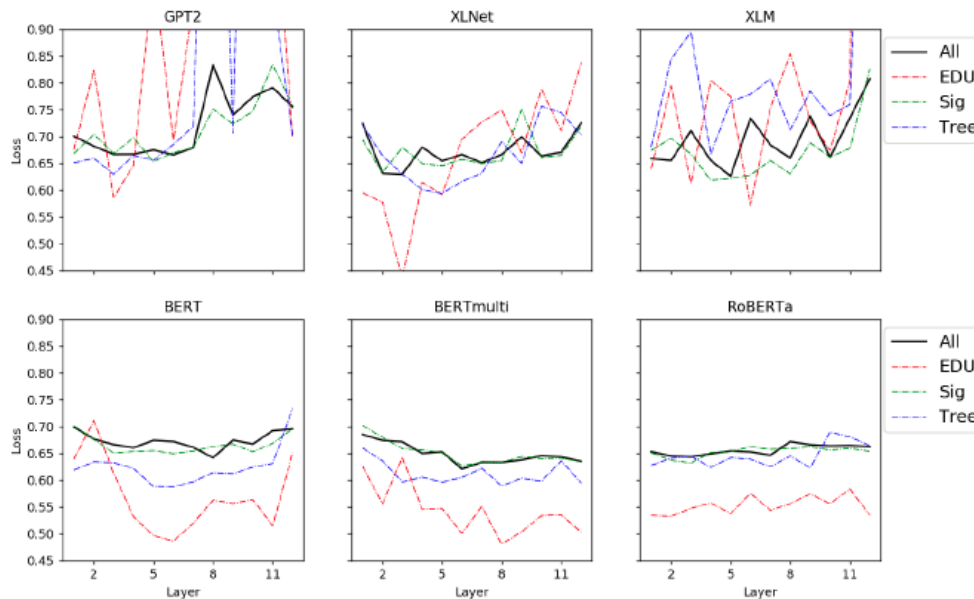 GPT2
XLNet
XLM
0.90
0.85
0.80
0.75
0.70
0.65
0.60
0.55
0.50
0.45
Loss
All
EDU
Sig
Tree
BERT
BERTmulti
RoBERTa
0.90
0.85
0.80
0.75
0.70
0.65
0.60
0.55
0.50
0.45
Loss
All
EDU
Sig
Tree
2 5 8 11
2 5 8 11
2 5 8 11
Layer
Layer
Layer